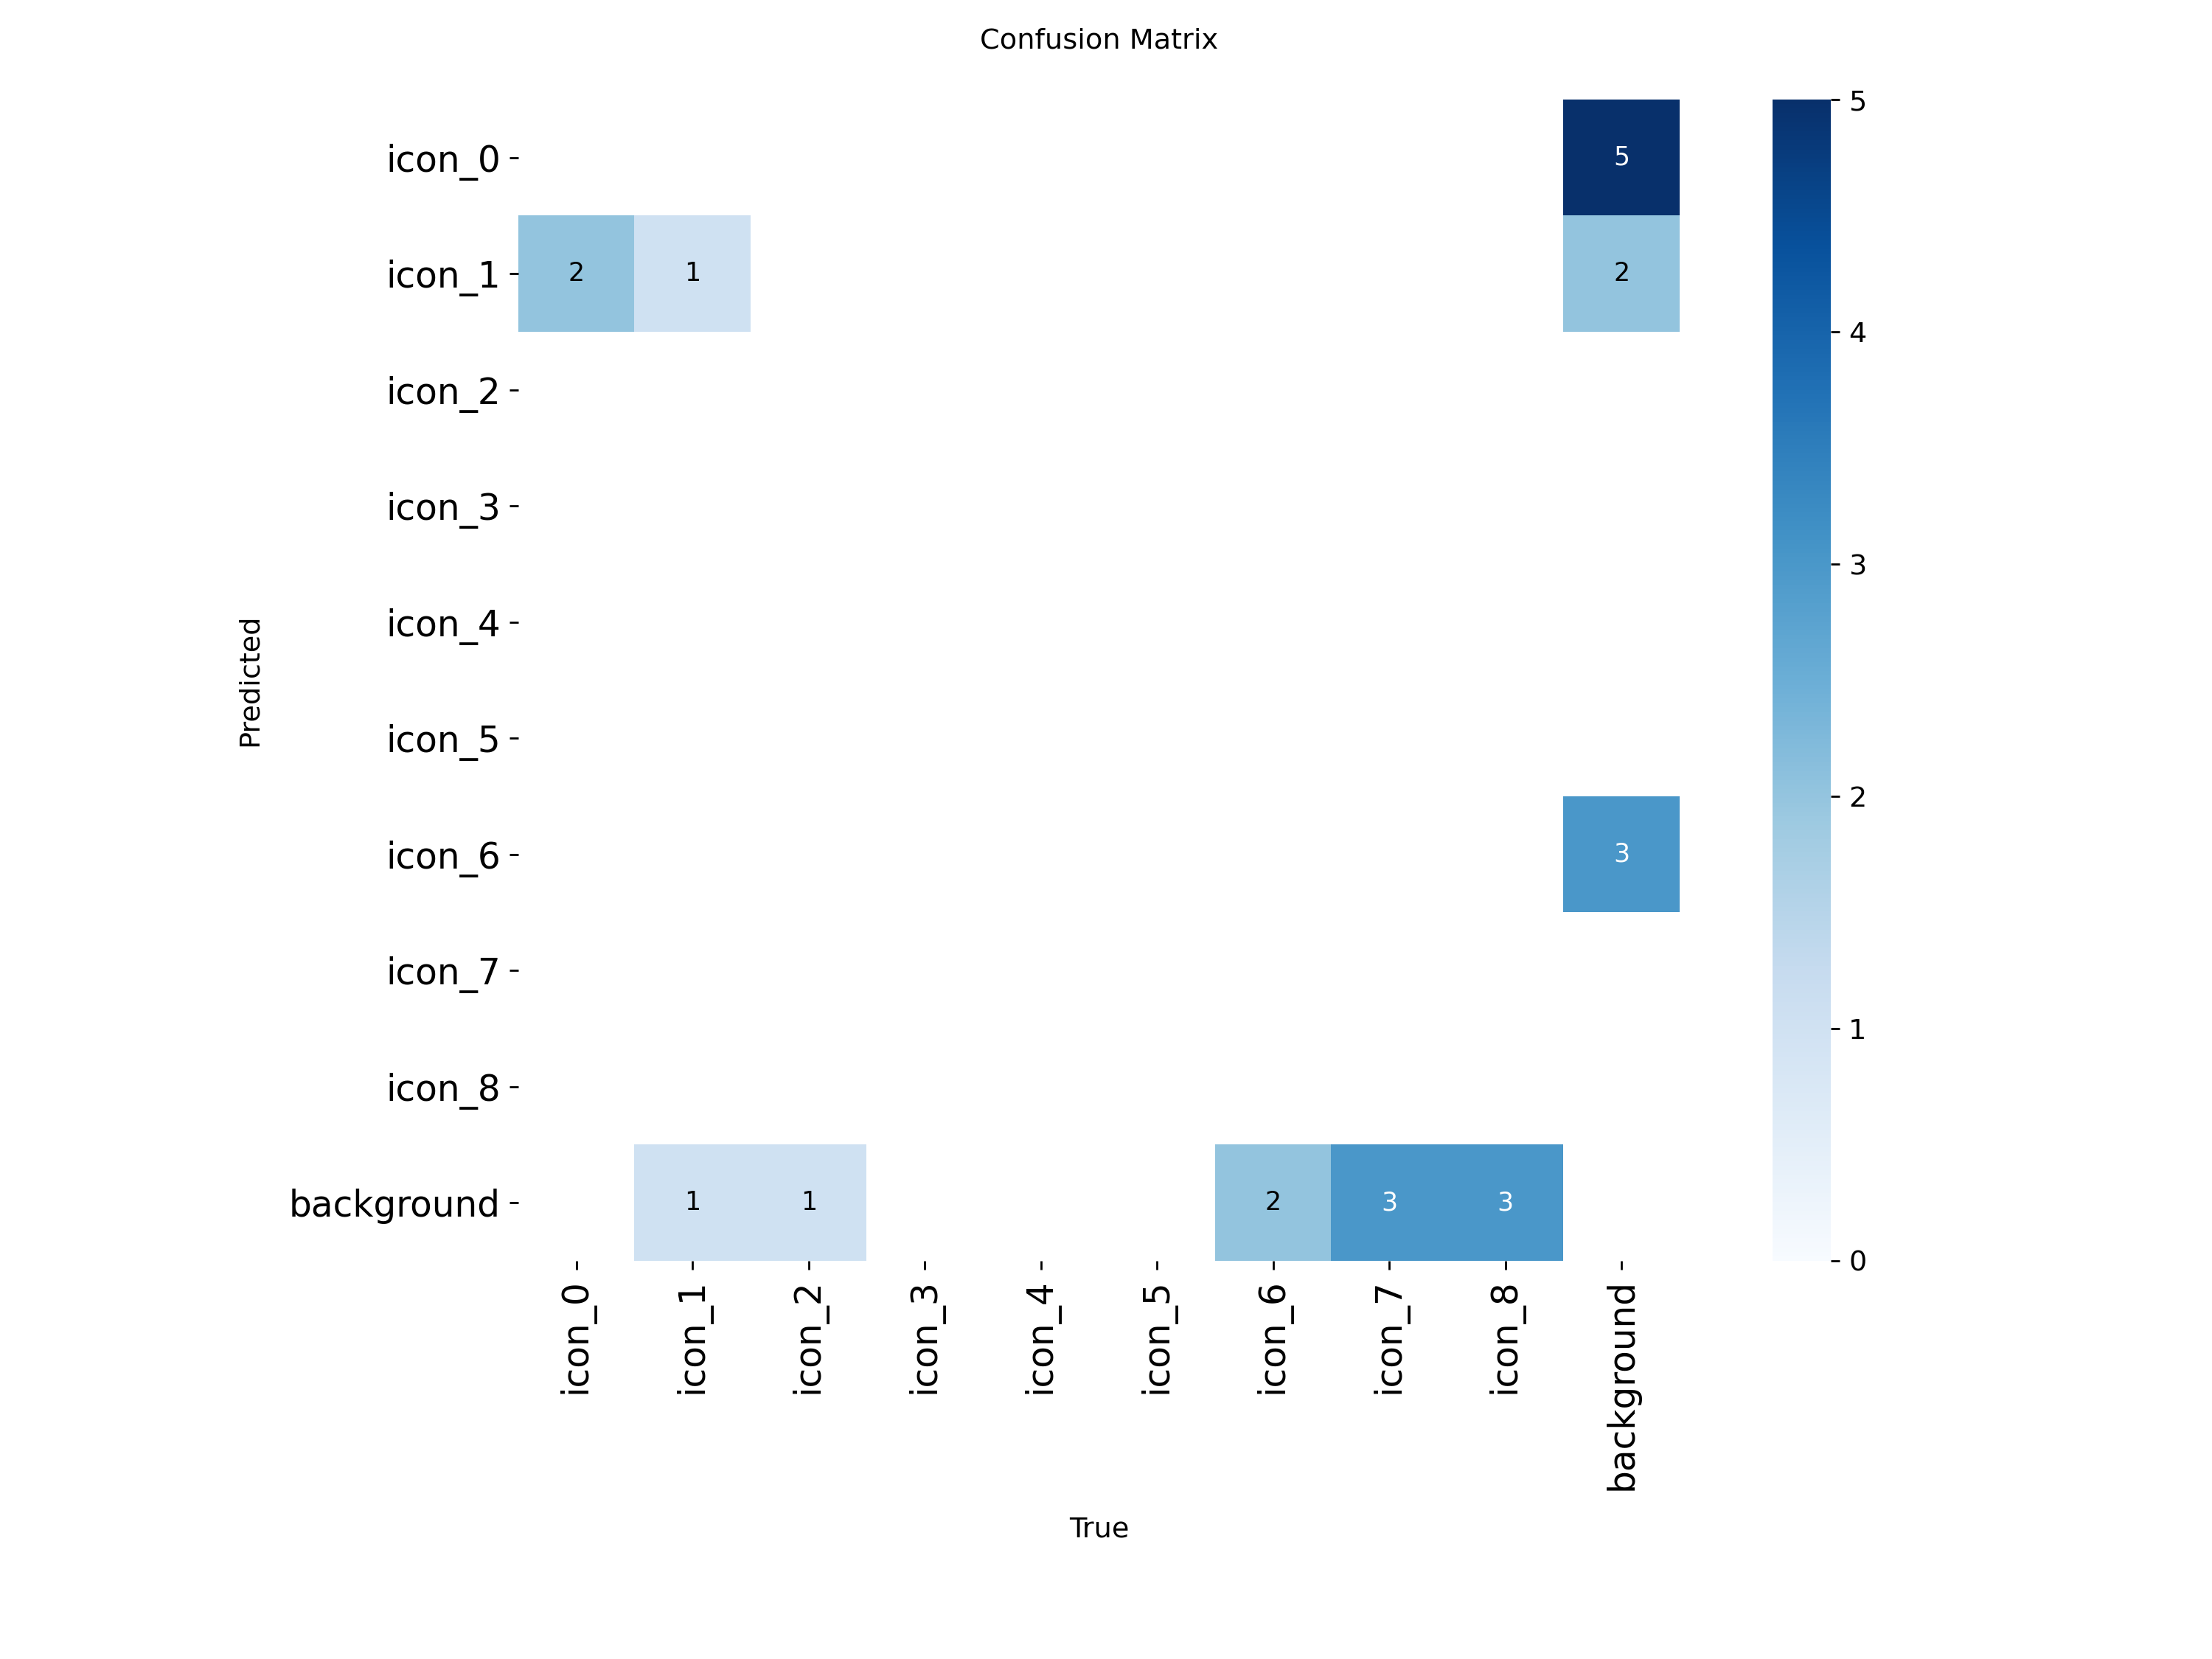 Confusion Matrix
icon_0
5
icon_1
2 1 2
icon_2
icon_3
icon_4
icon_5
icon_6
3
icon_7
icon_8
background
1 1 2 3 3
Predicted
icon_0
icon_1
icon_2
icon_3
icon_4
icon_5
icon_6
icon_7
icon_8
background
True
5
4
3
2
1
0